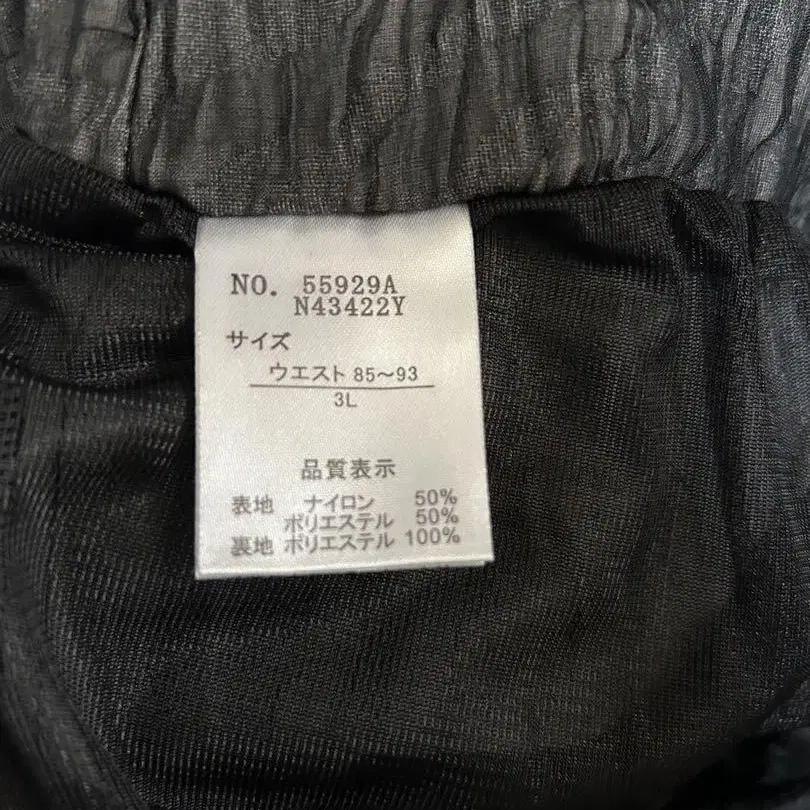 NO. 55929A
N43422Y
サイズ
ウエスト 85～93
3L
品質表示
表地 ナイロン 50%
ポリエステル 50%
裏地 ポリエステル 100%